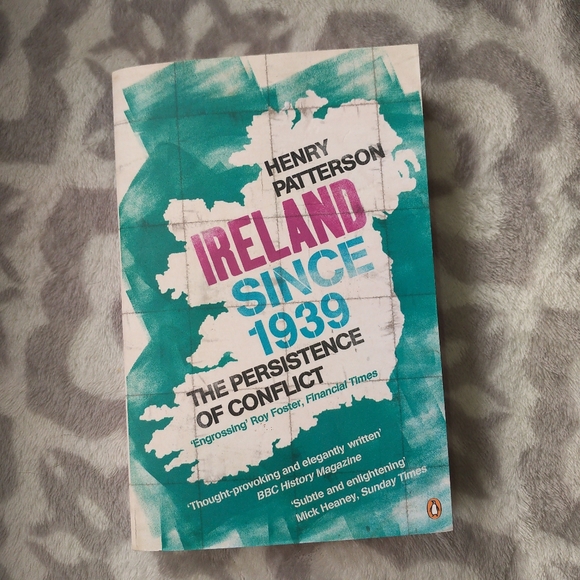 HENRY
PATTERSON
IRELAND
SINCE
1939
THE PERSISTENCE
OF CONFLICT
'Engrossing' Roy Foster, Financial Times
'Thought-provoking and elegantly written'
BBC History Magazine
'Subtle and enlightening'
Mick Heaney, Sunday Times